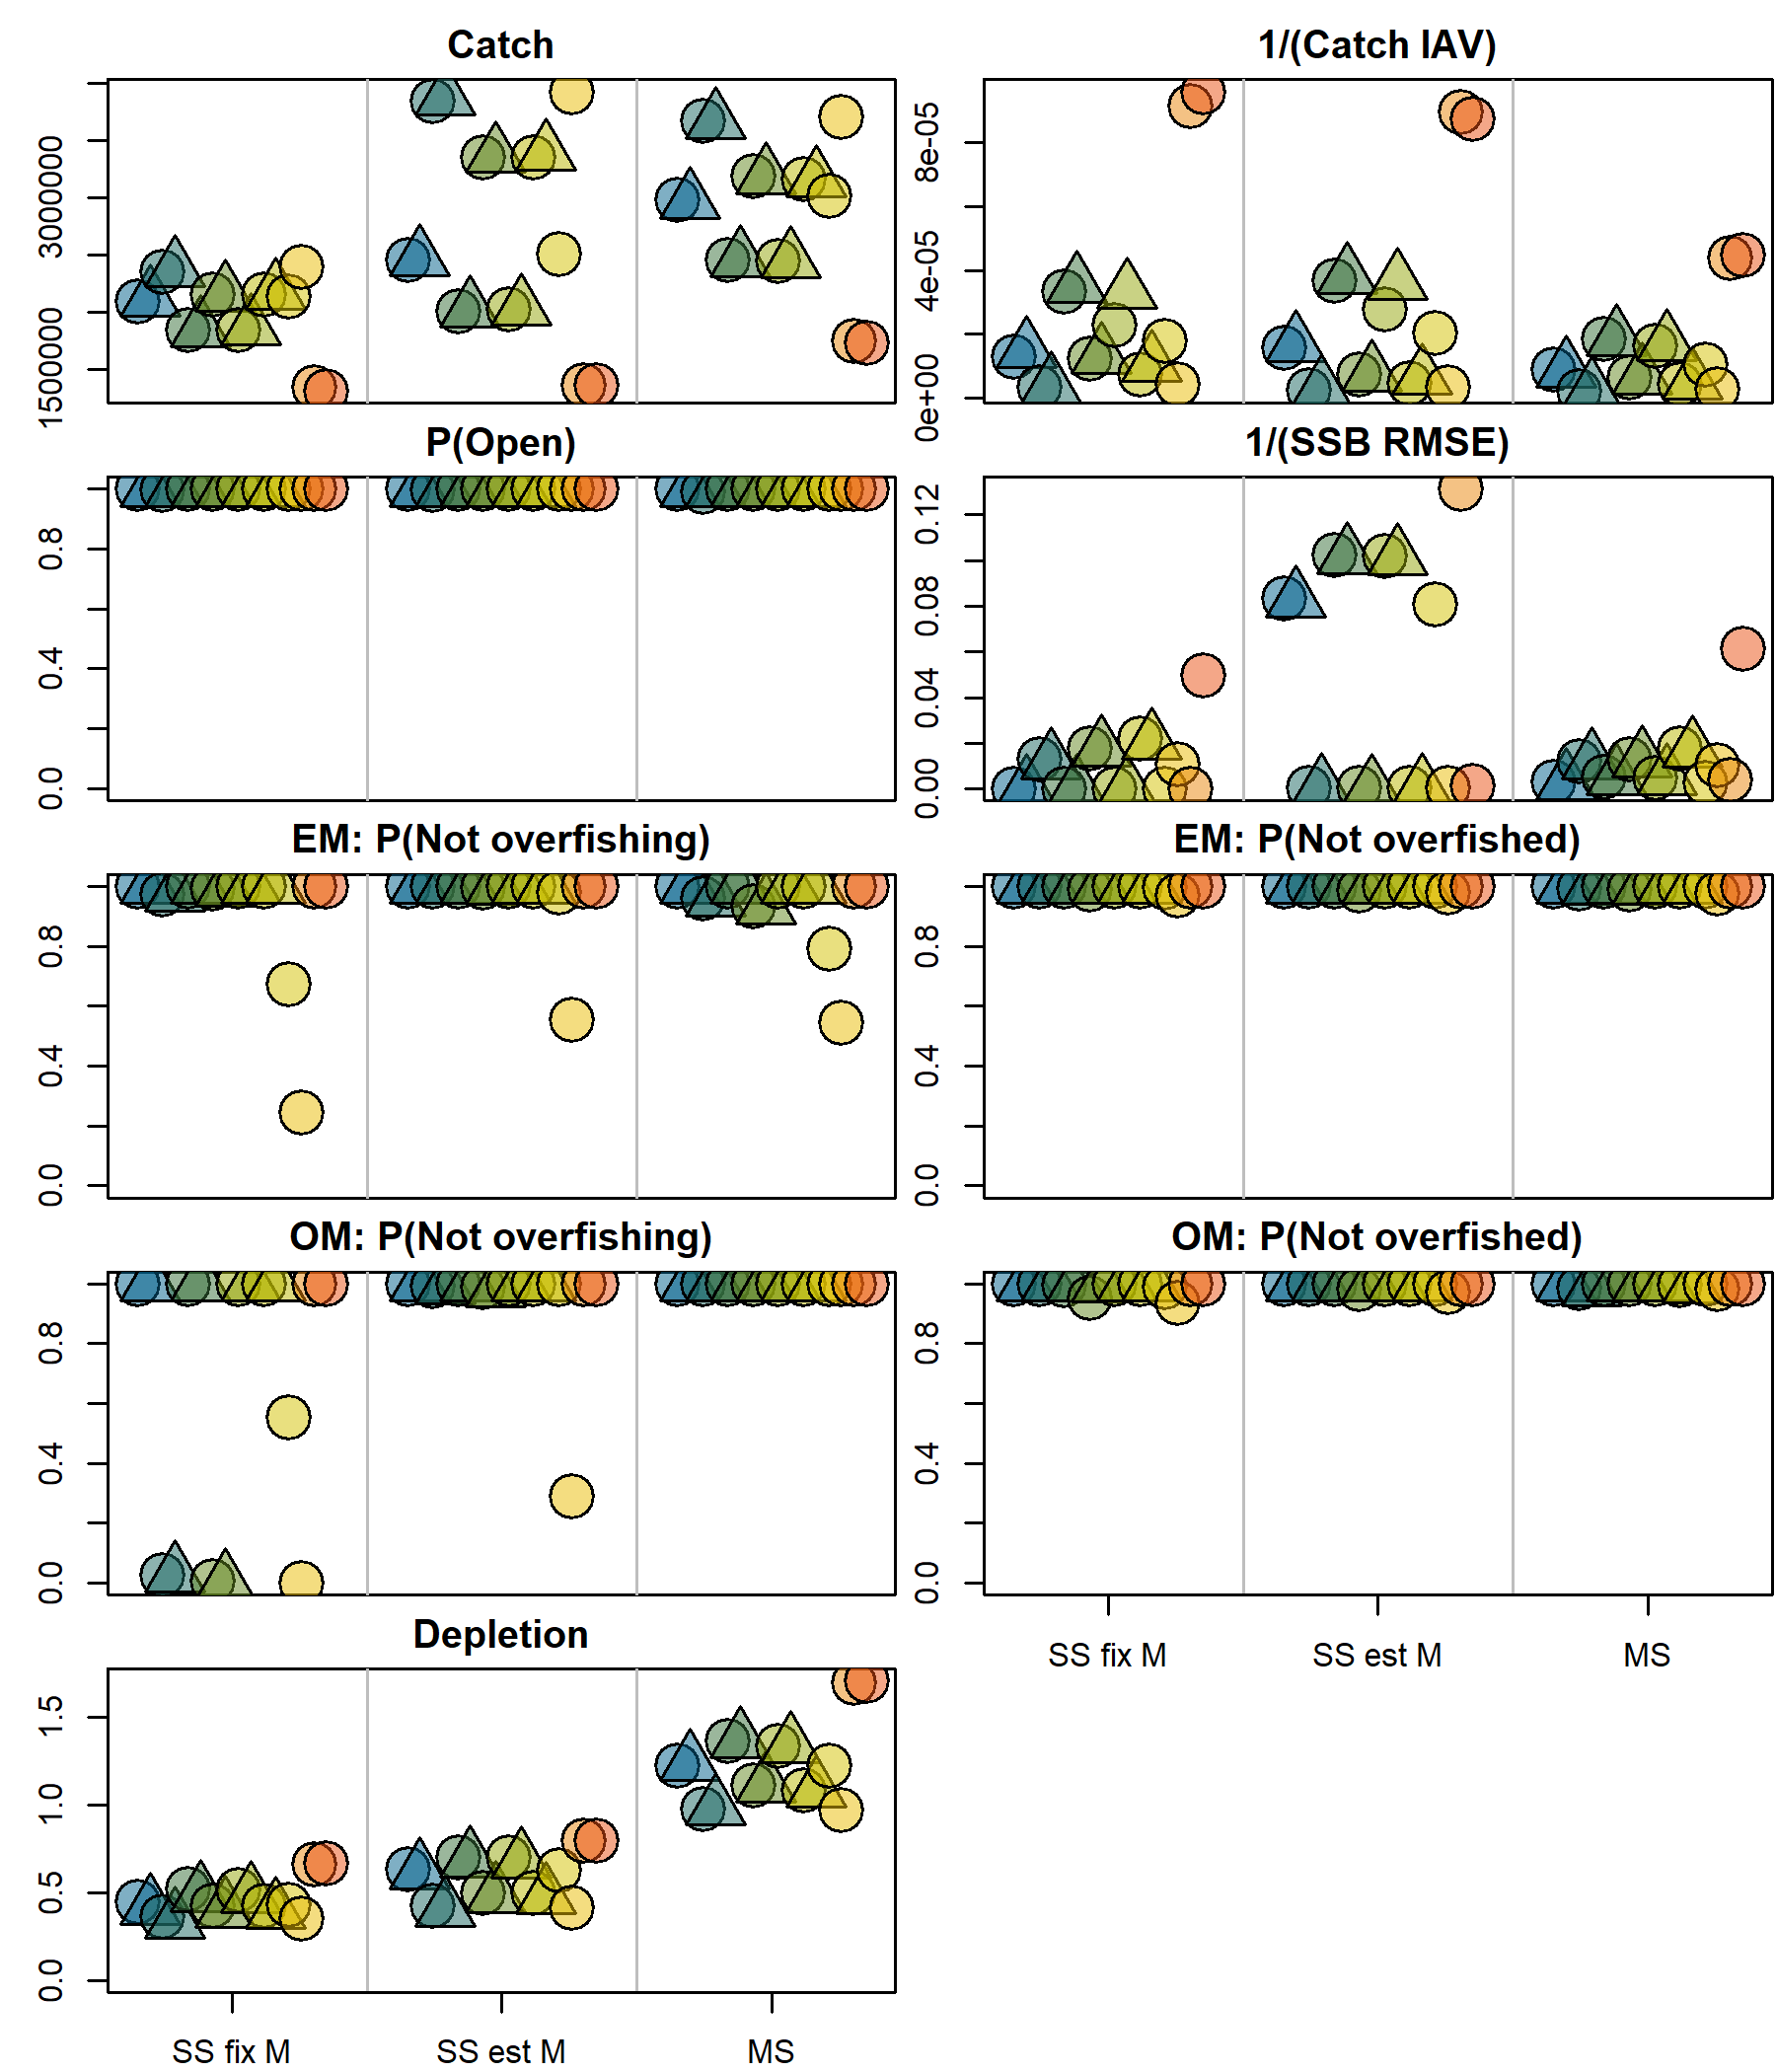 Catch
1/(Catch IAV)
1500000 3000000
0e+00 4e-05 8e-05
P(Open)
1/(SSB RMSE)
0.0 0.4 0.8
0.00 0.04 0.08 0.12
EM: P(Not overfishing)
EM: P(Not overfished)
0.0 0.4 0.8
0.0 0.4 0.8
OM: P(Not overfishing)
OM: P(Not overfished)
0.0 0.4 0.8
0.0 0.4 0.8
SS fix M SS est M MS
Depletion
0.0 0.5 1.0 1.5
SS fix M SS est M MS